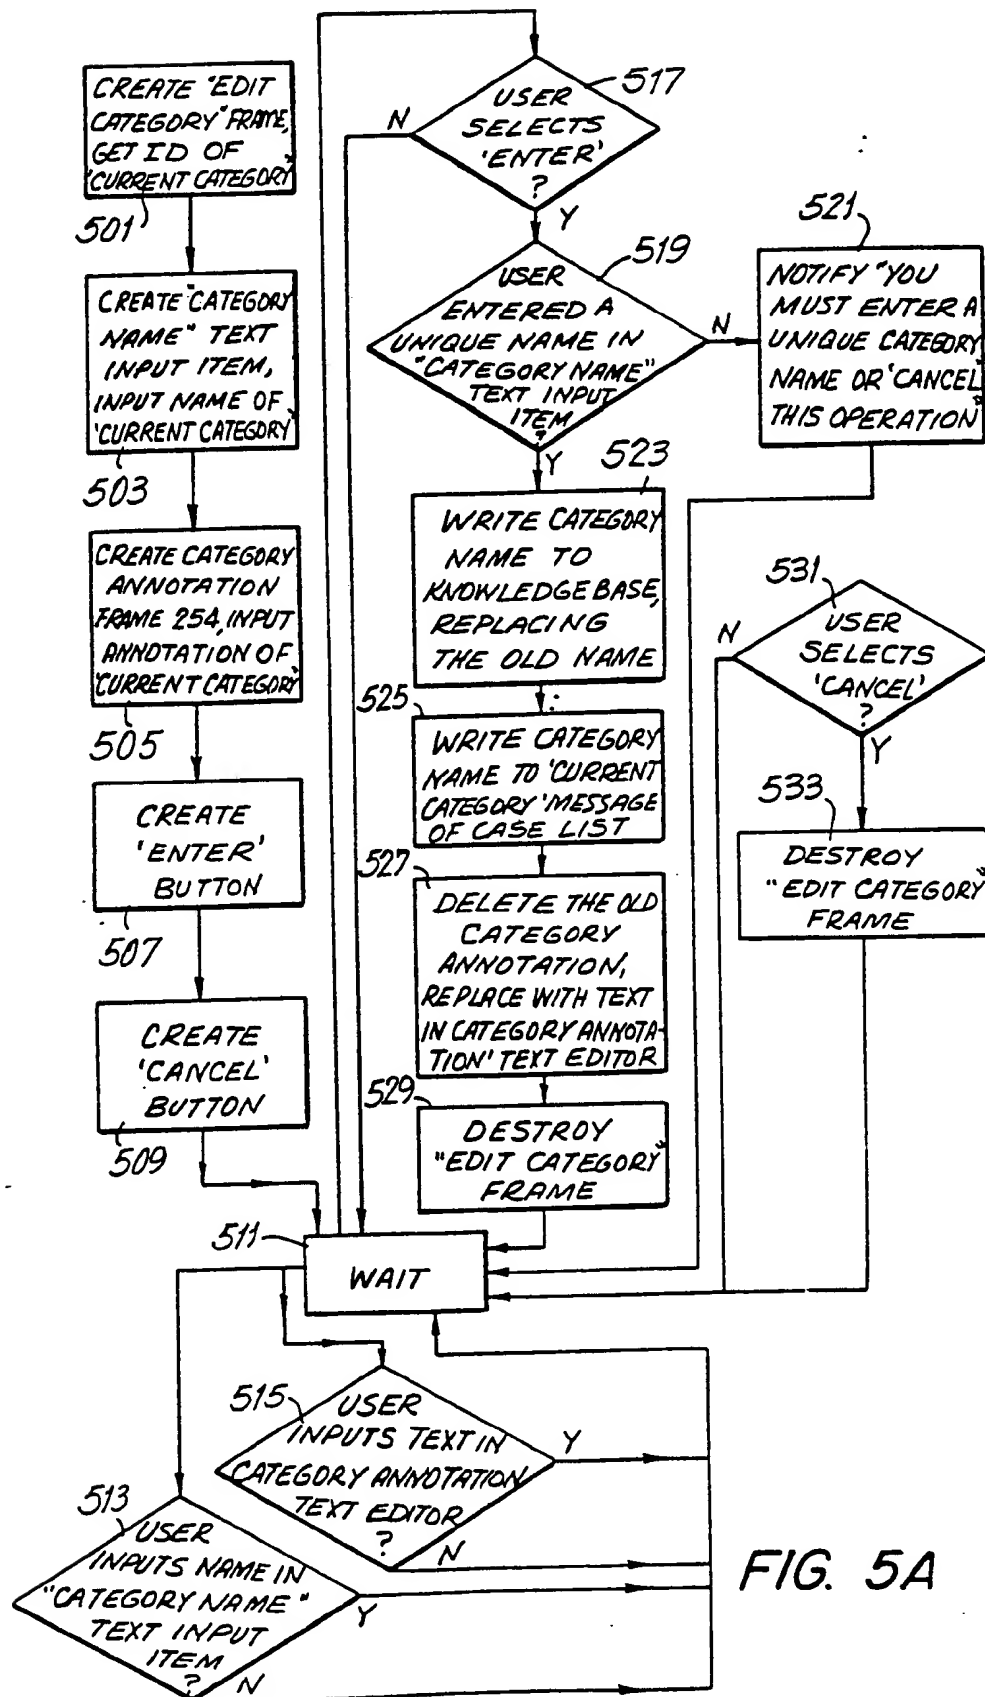 CREATE "EDIT
CATEGORY" FRAME,
GET ID OF
'CURRENT CATEGORY'
501
CREATE "CATEGORY
NAME" TEXT
INPUT ITEM,
INPUT NAME OF
'CURRENT CATEGORY'
503
CREATE CATEGORY
ANNOTATION
FRAME 254, INPUT
ANNOTATION OF
'CURRENT CATEGORY'
505
CREATE
'ENTER'
BUTTON
507
CREATE
'CANCEL'
BUTTON
509
511
WAIT
517
USER
SELECTS
'ENTER'
?
N
Y
519
USER
ENTERED A
UNIQUE NAME IN
"CATEGORY NAME"
TEXT INPUT
ITEM
?
N
Y
521
NOTIFY "YOU
MUST ENTER A
UNIQUE CATEGORY
NAME OR 'CANCEL'
THIS OPERATION"
523
WRITE CATEGORY
NAME TO
KNOWLEDGE BASE,
REPLACING
THE OLD NAME
525
WRITE CATEGORY
NAME TO 'CURRENT
CATEGORY' MESSAGE
OF CASE LIST
527
DELETE THE OLD
CATEGORY
ANNOTATION,
REPLACE WITH TEXT
IN CATEGORY ANNOTA-
TION' TEXT EDITOR
529
DESTROY
"EDIT CATEGORY"
FRAME
531
USER
SELECTS
'CANCEL'
?
N
Y
533
DESTROY
"EDIT CATEGORY"
FRAME
515
USER
INPUTS TEXT IN
CATEGORY ANNOTATION
TEXT EDITOR
?
Y
N
513
USER
INPUTS NAME IN
"CATEGORY NAME"
TEXT INPUT
ITEM
?
Y
N
FIG. 5A